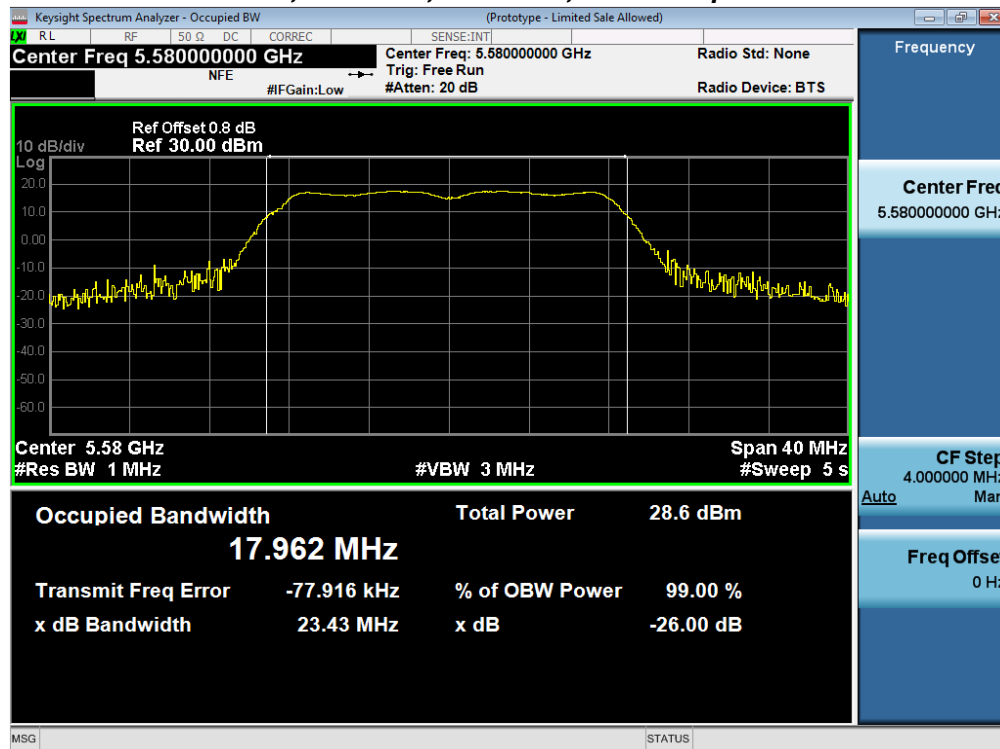 Keysight Spectrum Analyzer - Occupied BW (Prototype - Limited Sale Allowed)
LXI RL RF 50 Ω DC CORREC SENSE:INT
Center Freq 5.580000000 GHz
NFE
#IFGain:Low
Center Freq: 5.580000000 GHz
Trig: Free Run
#Atten: 20 dB
Radio Std: None
Radio Device: BTS
Ref Offset 0.8 dB
10 dB/div Ref 30.00 dBm
Log
20.0
10.0
0.00
-10.0
-20.0
-30.0
-40.0
-50.0
-60.0
Center 5.58 GHz Span 40 MHz
#Res BW 1 MHz #VBW 3 MHz #Sweep 5 s
Occupied Bandwidth Total Power 28.6 dBm
17.962 MHz
Transmit Freq Error -77.916 kHz % of OBW Power 99.00 %
x dB Bandwidth 23.43 MHz x dB -26.00 dB
Frequency
Center Freq
5.580000000 GHz
CF Step
4.000000 MHz
Auto Man
Freq Offset
0 Hz
MSG STATUS